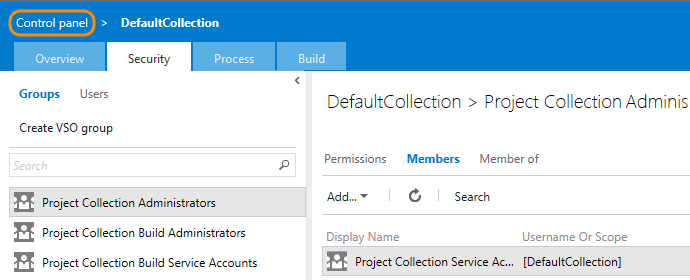 Control panel > DefaultCollection
Overview Security Process Build
Groups Users
Create VSO group
Search
Project Collection Administrators
Project Collection Build Administrators
Project Collection Build Service Accounts
DefaultCollection > Project Collection Adminis
Permissions Members Member of
Add... Search
Display Name Username Or Scope
Project Collection Service Ac... [DefaultCollection]